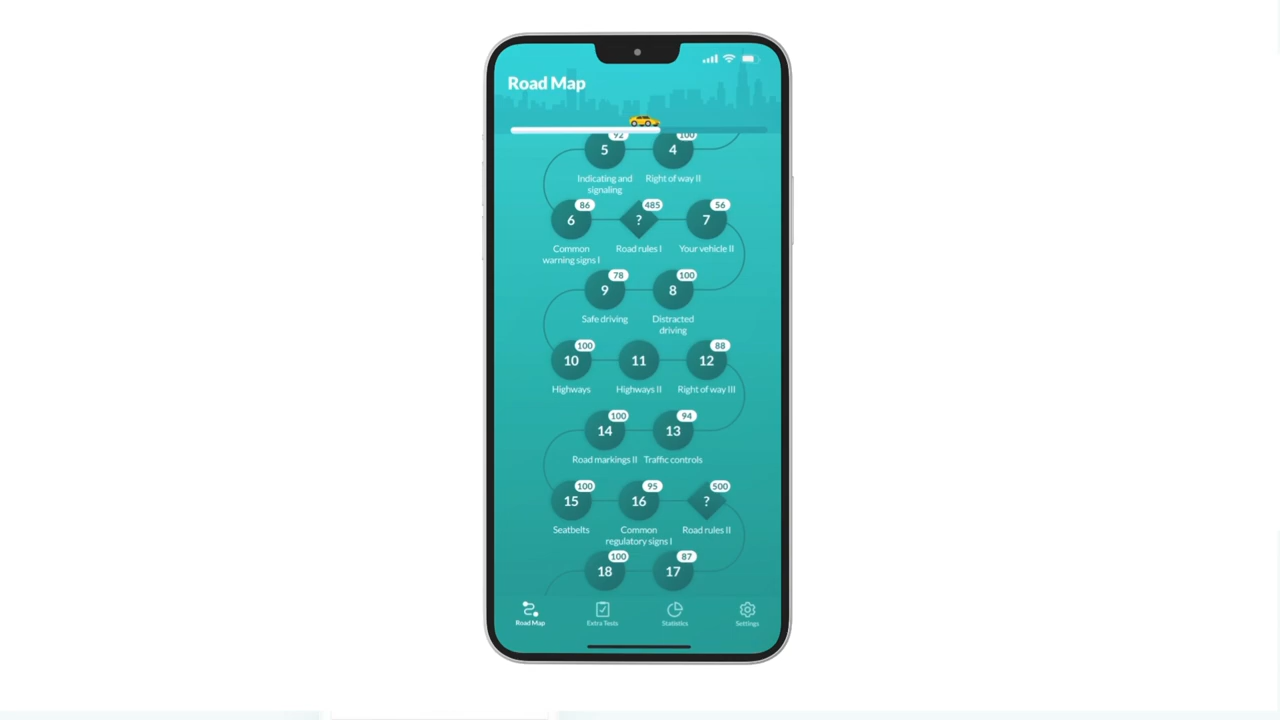 Road Map
92
100
5
4
Indicating and
signaling
Right of way II
86
485
56
6
?
7
Common
warning signs I
Road rules I
Your vehicle II
78
100
9
8
Safe driving
Distracted
driving
100
88
10
11
12
Highways
Highways II
Right of way III
100
94
14
13
Road markings II
Traffic controls
100
95
500
15
16
?
Seatbelts
Common
regulatory signs I
Road rules II
100
87
18
17
Road Map
Extra Tests
Statistics
Settings